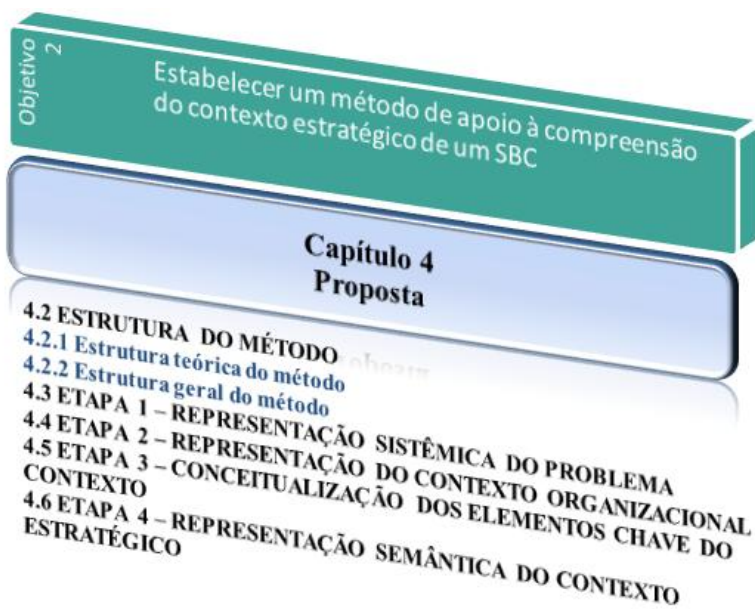 Objetivo
2
Estabelecer um método de apoio à compreensão
do contexto estratégico de um SBC
Capítulo 4
Proposta
4.2 ESTRUTURA DO MÉTODO
4.2.1 Estrutura teórica do método
4.2.2 Estrutura geral do método
4.3 ETAPA 1 – REPRESENTAÇÃO SISTÊMICA DO PROBLEMA
4.4 ETAPA 2 – REPRESENTAÇÃO DO CONTEXTO ORGANIZACIONAL
4.5 ETAPA 3 – CONCEITUALIZAÇÃO DOS ELEMENTOS CHAVE DO
CONTEXTO
4.6 ETAPA 4 – REPRESENTAÇÃO SEMÂNTICA DO CONTEXTO
ESTRATÉGICO